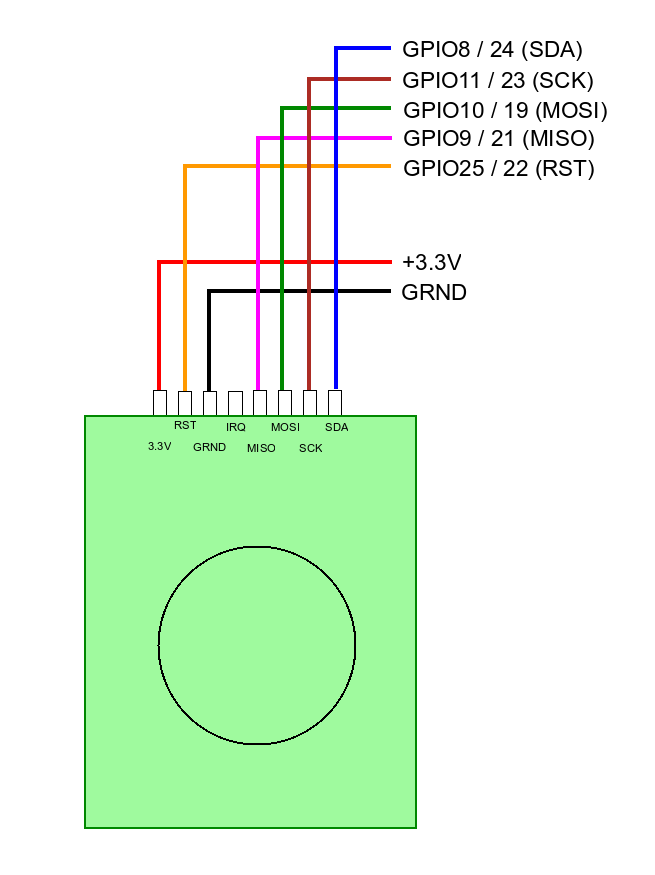 GPIO8 / 24 (SDA)
GPIO11 / 23 (SCK)
GPIO10 / 19 (MOSI)
GPIO9 / 21 (MISO)
GPIO25 / 22 (RST)
+3.3V
GRND
RST IRQ MOSI SDA
3.3V GRND MISO SCK